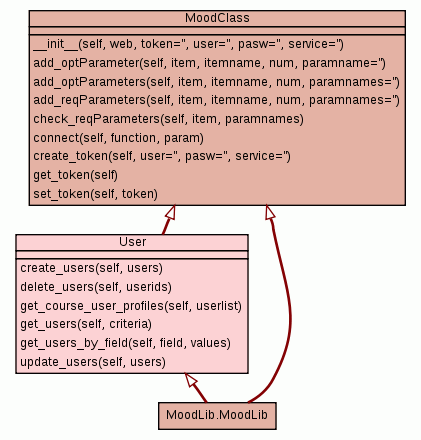 MoodClass
__init__(self, web, token='', user='', pasw='', service='')
add_optParameter(self, item, itemname, num, paramname='')
add_optParameters(self, item, itemname, num, paramnames='')
add_reqParameters(self, item, itemname, num, paramnames='')
check_reqParameters(self, item, paramnames)
connect(self, function, param)
create_token(self, user='', pasw='', service='')
get_token(self)
set_token(self, token)
User
create_users(self, users)
delete_users(self, userids)
get_course_user_profiles(self, userlist)
get_users(self, criteria)
get_users_by_field(self, field, values)
update_users(self, users)
MoodLib.MoodLib